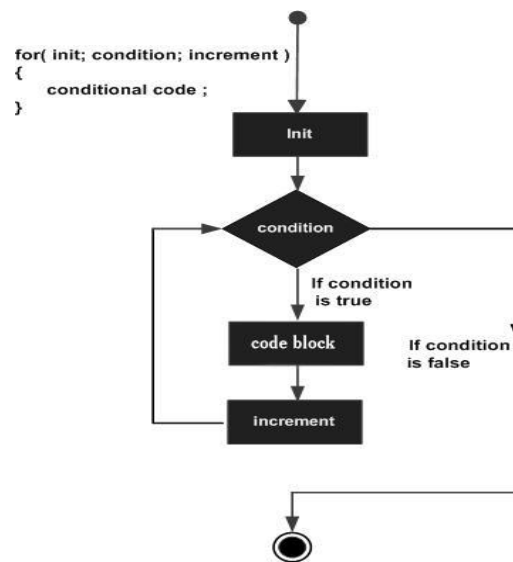 for( init; condition; increment )
{
conditional code ;
}
Init
condition
If condition
is true
code block
If condition
is false
increment